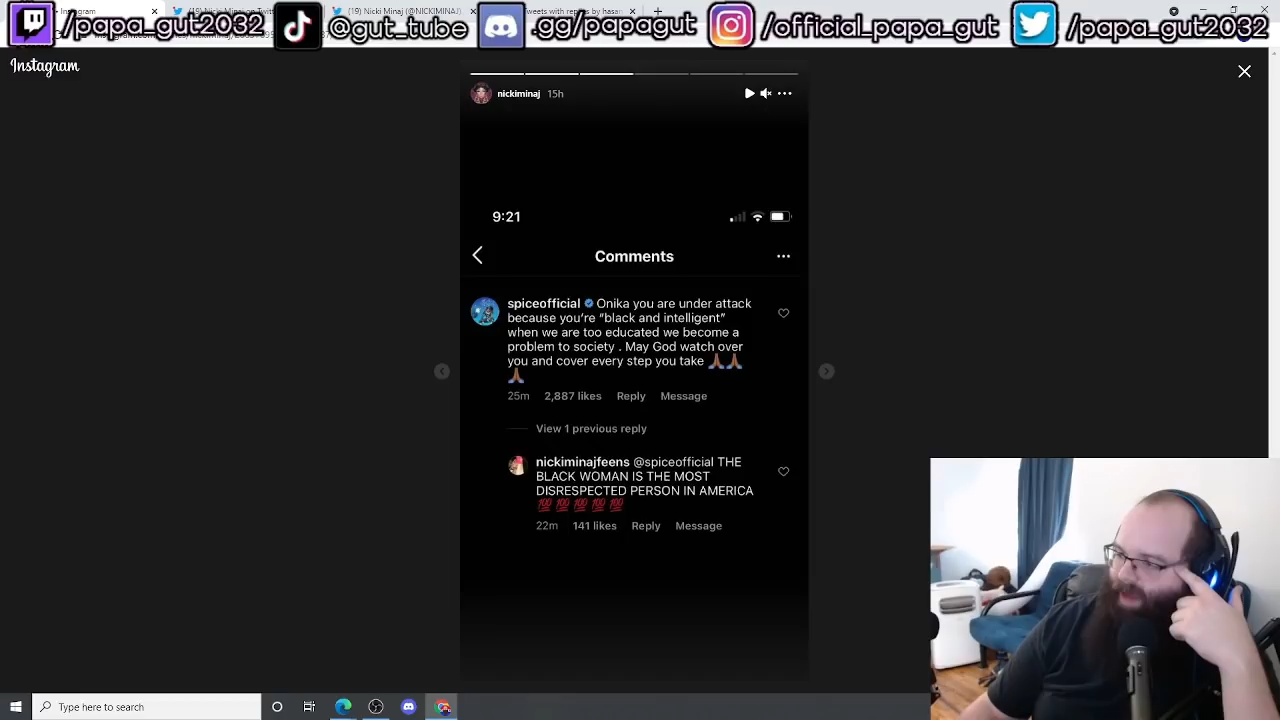 /papa_gut2032
@gut_tube
.gg/papagut
/official_papa_gut
/papa_gut2032
Instagram
nickiminaj 15h
9:21
Comments
spiceofficial Onika you are under attack
because you're "black and intelligent"
when we are too educated we become a
problem to society . May God watch over
you and cover every step you take 🙏🏾🙏🏾
🙏🏾
25m 2,887 likes Reply Message
View 1 previous reply
nickiminajfeens @spiceofficial THE
BLACK WOMAN IS THE MOST
DISRESPECTED PERSON IN AMERICA
💯 💯 💯 💯 💯
22m 141 likes Reply Message
Type here to search